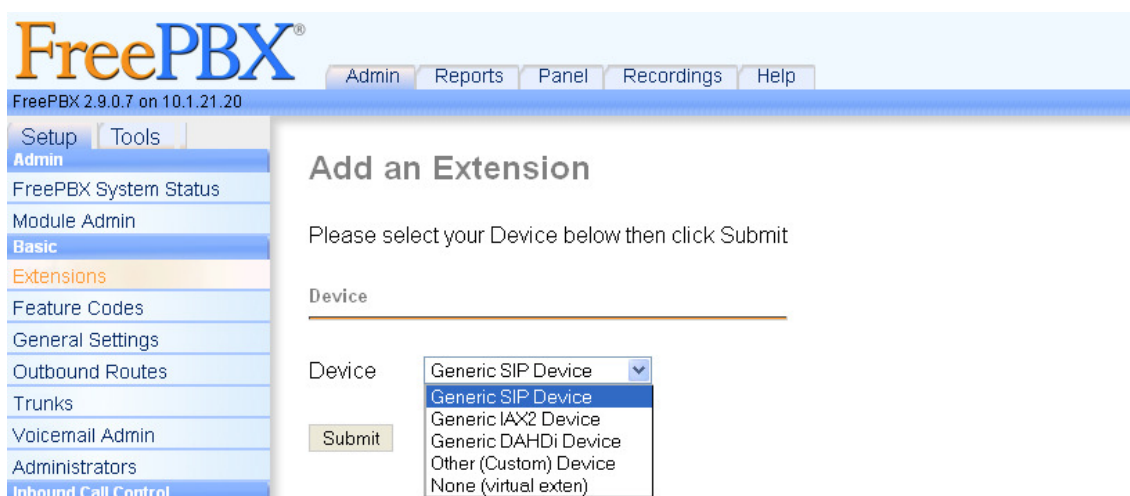 FreePBX®
Admin Reports Panel Recordings Help
FreePBX 2.9.0.7 on 10.1.21.20
Setup Tools
Admin
FreePBX System Status
Module Admin
Basic
Extensions
Feature Codes
General Settings
Outbound Routes
Trunks
Voicemail Admin
Administrators
Inbound Call Control
Add an Extension
Please select your Device below then click Submit
Device
Device Generic SIP Device
Generic SIP Device
Generic IAX2 Device
Generic DAHDi Device
Other (Custom) Device
None (virtual exten)
Submit